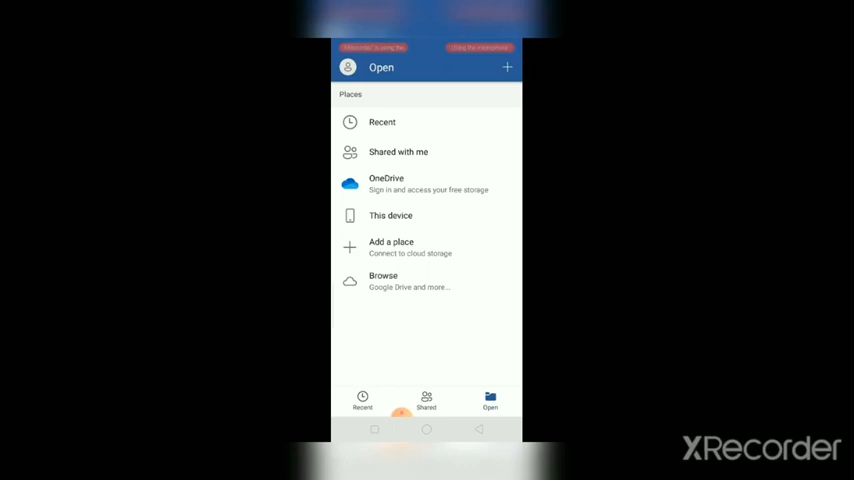 Open
Places
Recent
Shared with me
OneDrive
Sign in and access your free storage
This device
Add a place
Connect to cloud storage
Browse
Google Drive and more...
Recent
Shared
Open
XRecorder